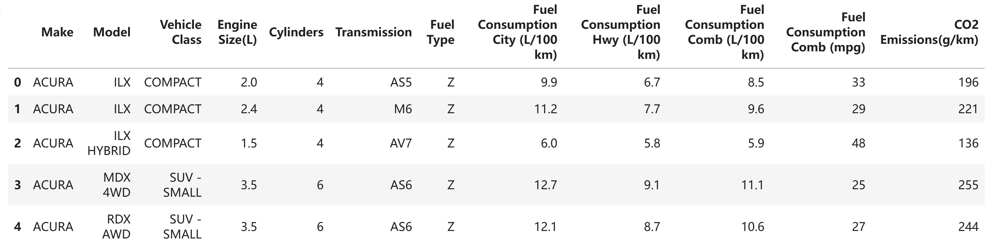 Make Model Vehicle Class Engine Size(L) Cylinders Transmission Fuel Type Fuel Consumption City (L/100 km) Fuel Consumption Hwy (L/100 km) Fuel Consumption Comb (L/100 km) Fuel Consumption Comb (mpg) CO2 Emissions(g/km)
0 ACURA ILX COMPACT 2.0 4 AS5 Z 9.9 6.7 8.5 33 196
1 ACURA ILX COMPACT 2.4 4 M6 Z 11.2 7.7 9.6 29 221
2 ACURA ILX HYBRID COMPACT 1.5 4 AV7 Z 6.0 5.8 5.9 48 136
3 ACURA MDX 4WD SUV - SMALL 3.5 6 AS6 Z 12.7 9.1 11.1 25 255
4 ACURA RDX AWD SUV - SMALL 3.5 6 AS6 Z 12.1 8.7 10.6 27 244